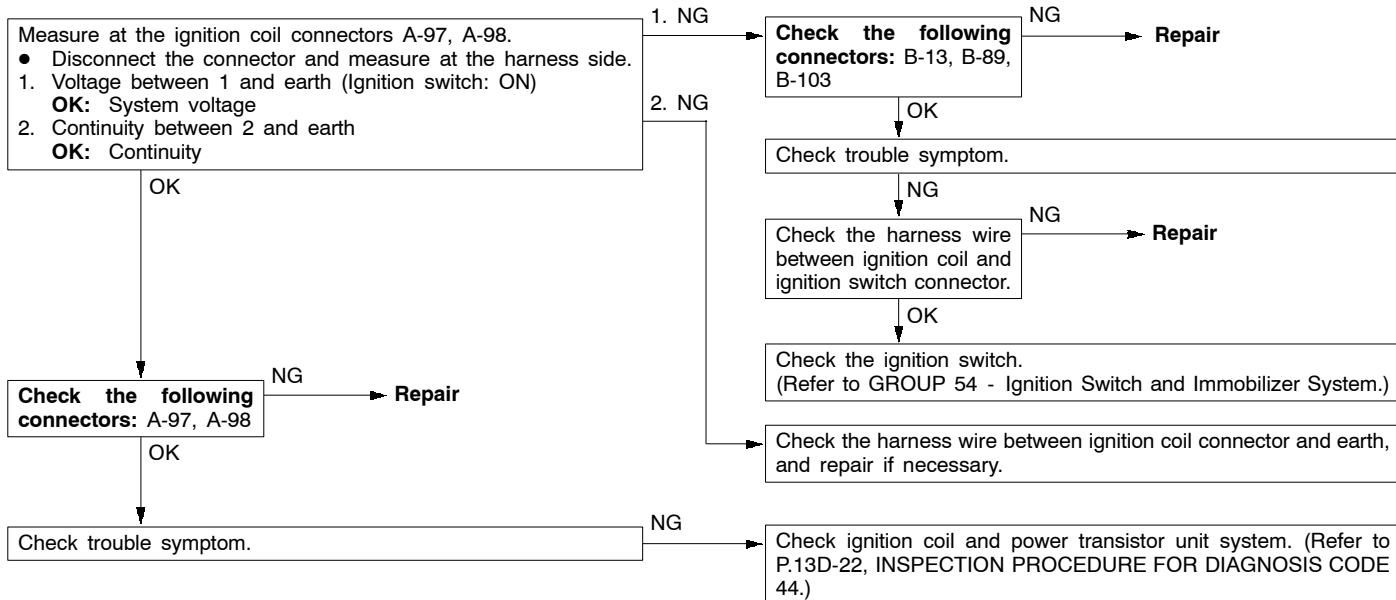 Measure at the ignition coil connectors A-97, A-98.
● Disconnect the connector and measure at the harness side.
1. Voltage between 1 and earth (Ignition switch: ON)
OK: System voltage
2. Continuity between 2 and earth
OK: Continuity
1. NG
Check the following
connectors: B-13, B-89,
B-103
NG
Repair
OK
Check trouble symptom.
NG
Check the harness wire
between ignition coil and
ignition switch connector.
NG
Repair
OK
Check the ignition switch.
(Refer to GROUP 54 - Ignition Switch and Immobilizer System.)
2. NG
Check the harness wire between ignition coil connector and earth,
and repair if necessary.
OK
Check the following
connectors: A-97, A-98
NG
Repair
OK
Check trouble symptom.
NG
Check ignition coil and power transistor unit system. (Refer to
P.13D-22, INSPECTION PROCEDURE FOR DIAGNOSIS CODE
44.)